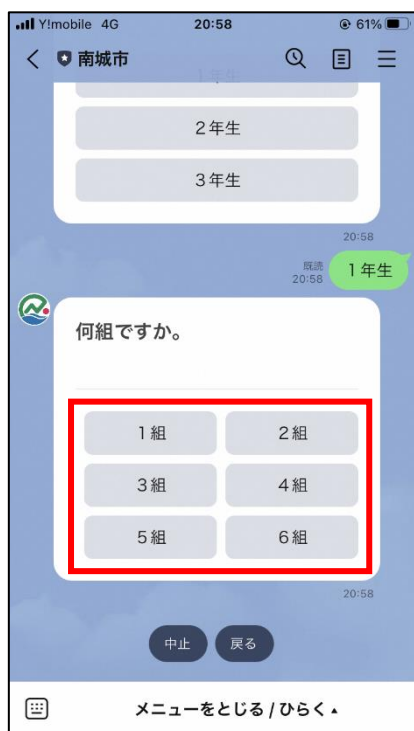 Y!mobile 4G 20:58 61%
南城市
1年生
2年生
3年生
20:58
既読
20:58
1年生
何組ですか。
1組 2組
3組 4組
5組 6組
20:58
中止 戻る
メニューをとじる / ひらく ▴